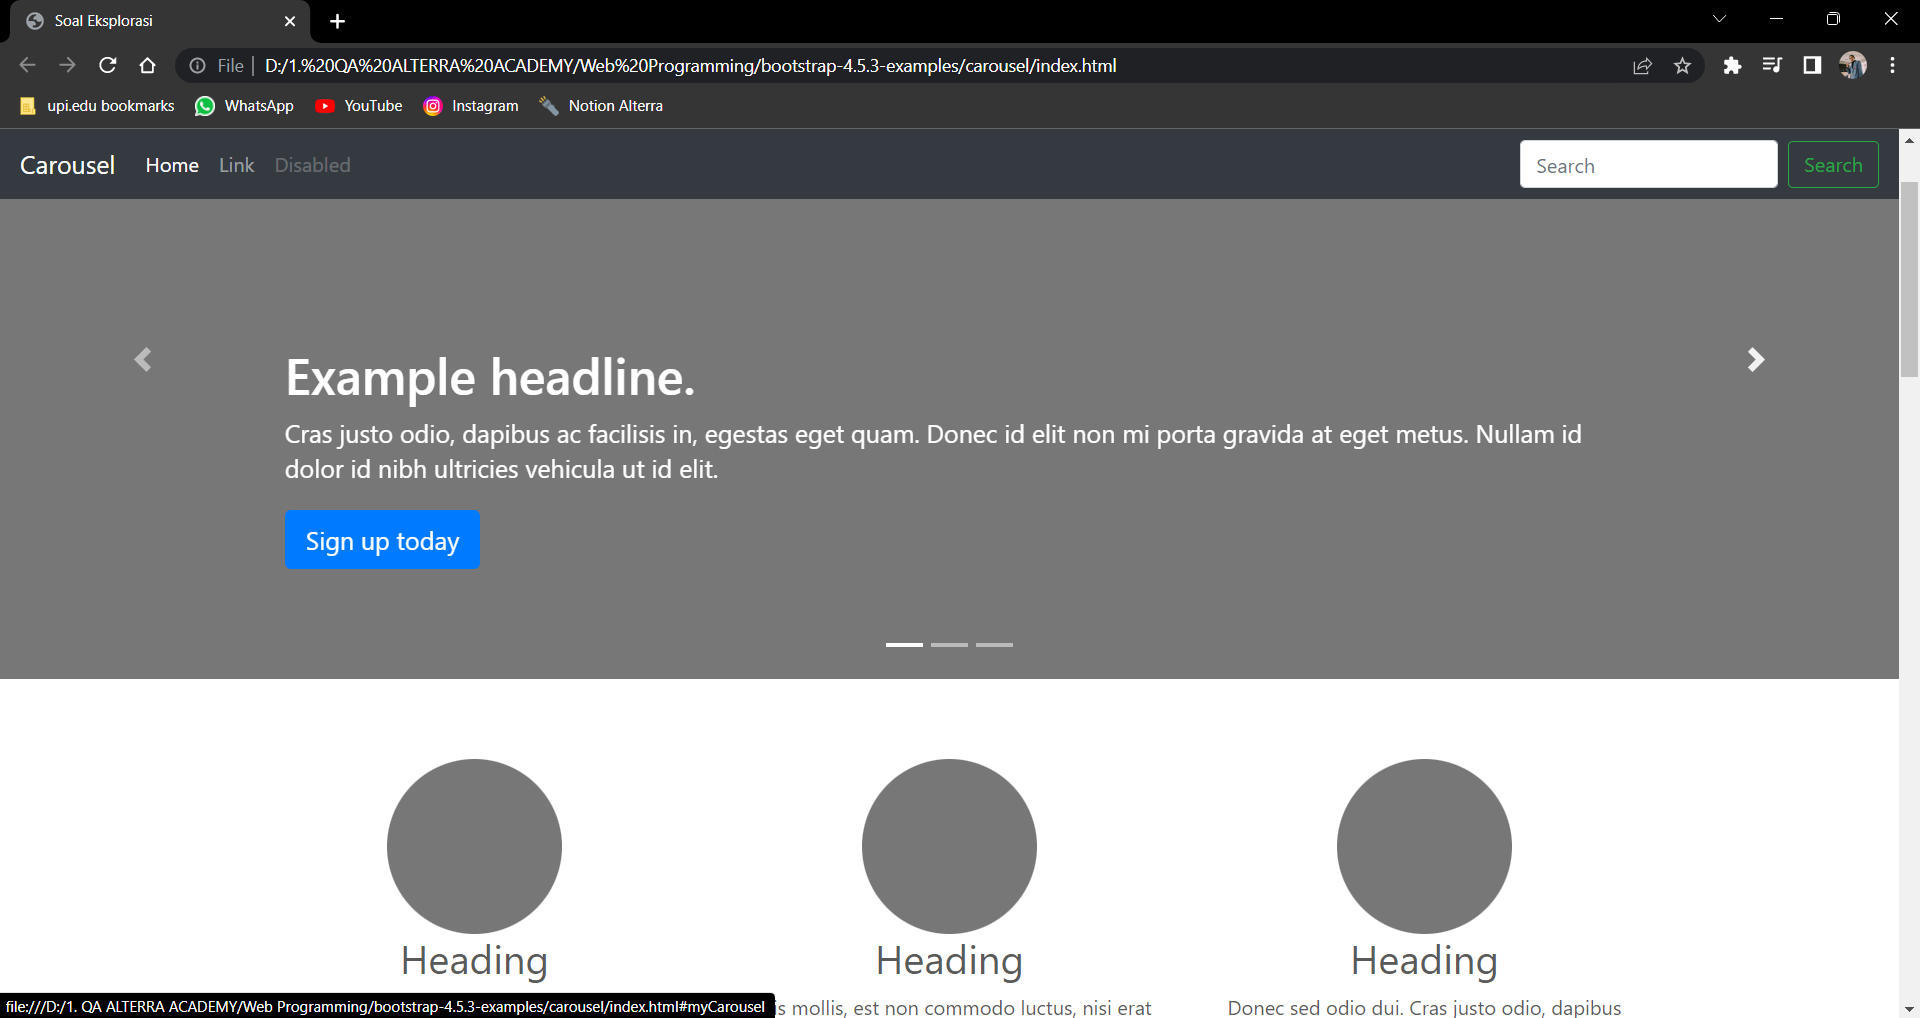 Soal Eksplorasi
File | D:/1.%20QA%20ALTERRA%20ACADEMY/Web%20Programming/bootstrap-4.5.3-examples/carousel/index.html
upi.edu bookmarks WhatsApp YouTube Instagram Notion Alterra
Carousel Home Link Disabled Search Search
Example headline.
Cras justo odio, dapibus ac facilisis in, egestas eget quam. Donec id elit non mi porta gravida at eget metus. Nullam id
dolor id nibh ultricies vehicula ut id elit.
Sign up today
Heading Heading Heading
file:///D:/1. QA ALTERRA ACADEMY/Web Programming/bootstrap-4.5.3-examples/carousel/index.html#myCarousel mollis, est non commodo luctus, nisi erat Donec sed odio dui. Cras justo odio, dapibus